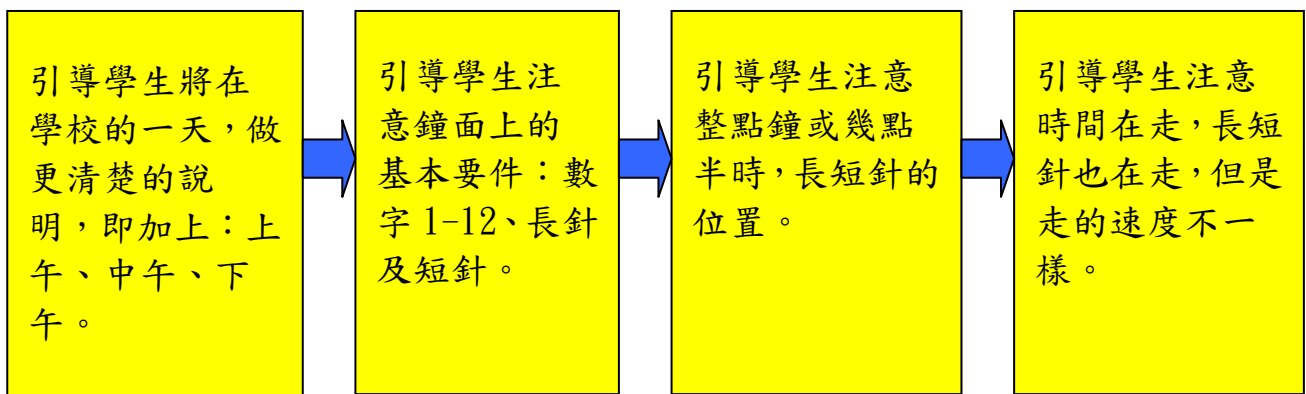 引導學生將在
學校的一天，做
更清楚的說
明，即加上：上
午、中午、下
午。
引導學生注
意鐘面上的
基本要件：數
字1-12、長針
及短針。
引導學生注意
整點鐘或幾點
半時，長短針的
位置。
引導學生注意
時間在走，長短
針也在走，但是
走的速度不一
樣。